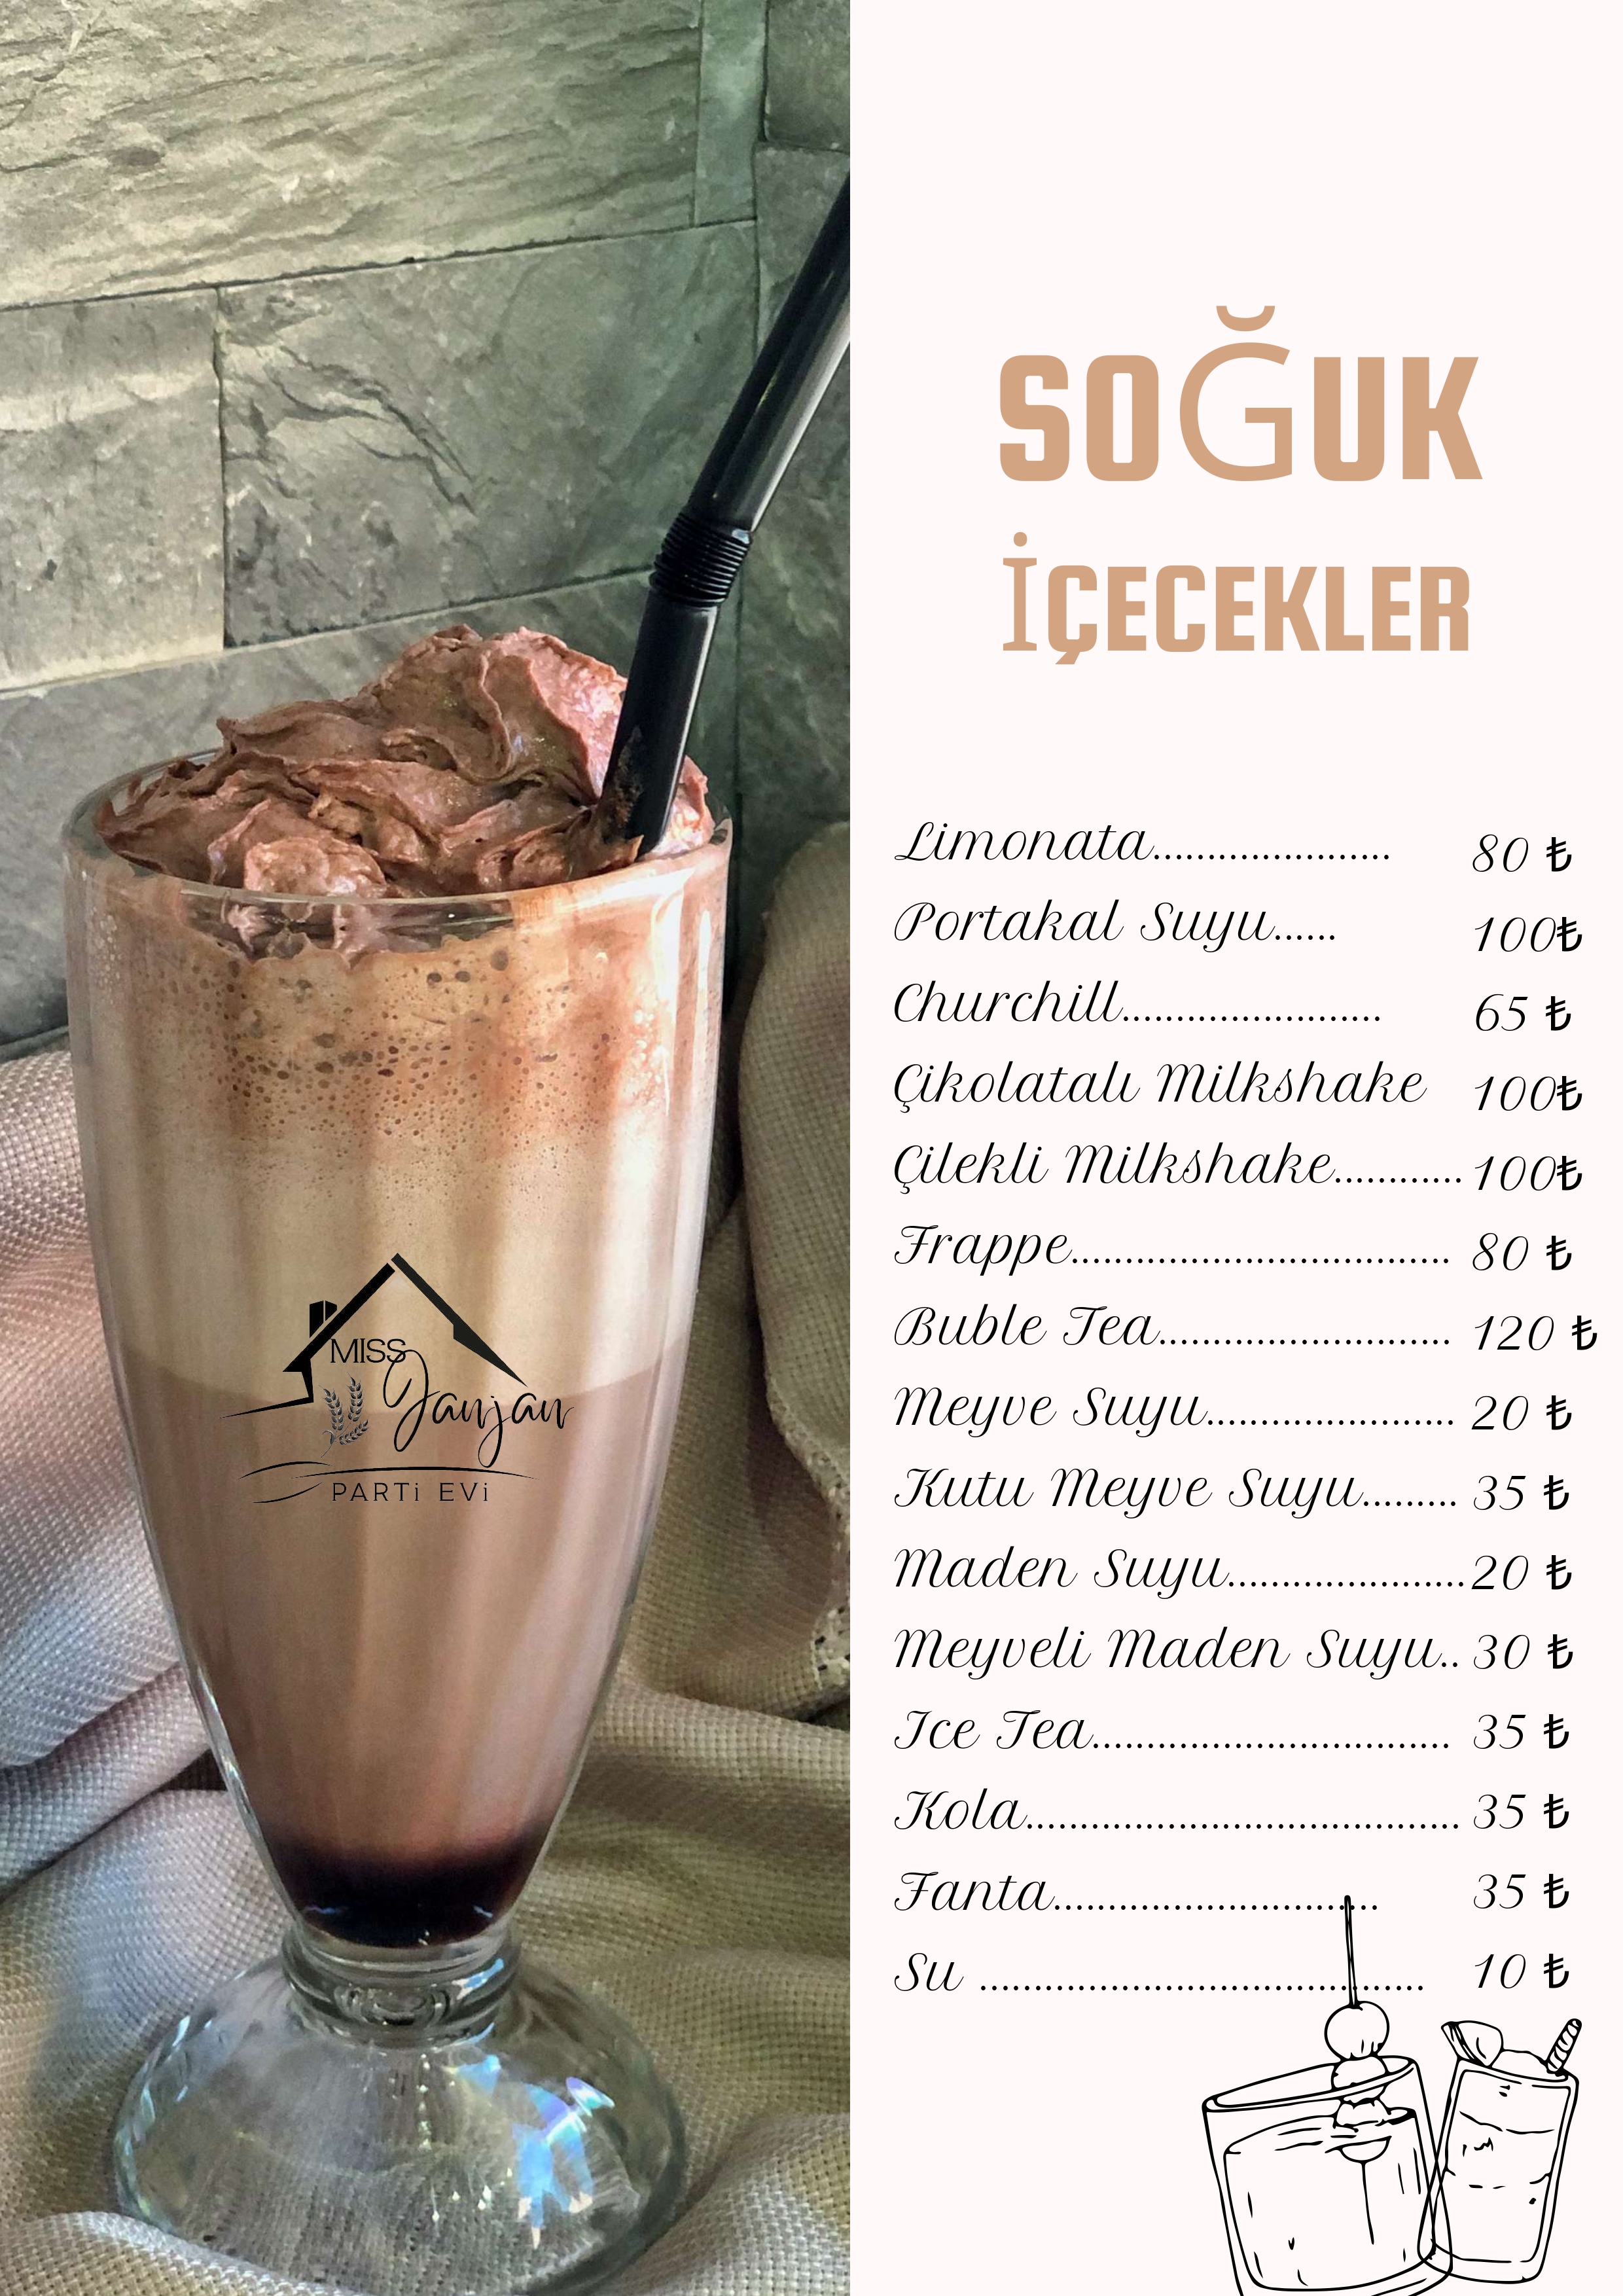 SOĞUK
İÇECEKLER
Limonata...................... 80 ₺
Portakal Suyu...... 100₺
Churchill........................ 65 ₺
Çikolatalı Milkshake 100₺
Çilekli Milkshake............ 100₺
Frappe.................................... 80 ₺
Buble Tea............................ 120 ₺
Meyve Suyu....................... 20 ₺
Kutu Meyve Suyu......... 35 ₺
Maden Suyu...................... 20 ₺
Meyveli Maden Suyu.. 30 ₺
Ice Tea.................................. 35 ₺
Kola......................................... 35 ₺
Fanta.............................. 35 ₺
Su .......................................... 10 ₺
MISS
Janjan
PARTi EVi